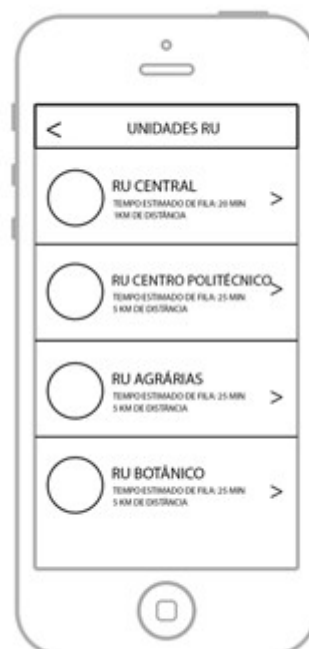 < UNIDADES RU
RU CENTRAL
TEMPO ESTIMADO DE FILA: 20 MIN
1KM DE DISTÂNCIA
>
RU CENTRO POLITÉCNICO
TEMPO ESTIMADO DE FILA: 25 MIN
5 KM DE DISTÂNCIA
>
RU AGRÁRIAS
TEMPO ESTIMADO DE FILA: 25 MIN
5 KM DE DISTÂNCIA
>
RU BOTÂNICO
TEMPO ESTIMADO DE FILA: 25 MIN
5 KM DE DISTÂNCIA
>